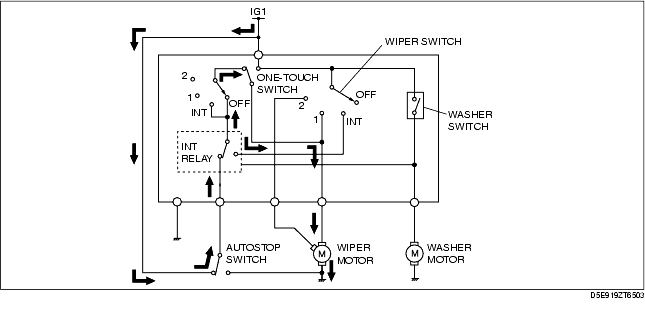 IG1
WIPER SWITCH
2
1
INT
OFF
ONE-TOUCH
SWITCH
OFF
2
1
INT
WASHER
SWITCH
INT
RELAY
AUTOSTOP
SWITCH
M
WIPER
MOTOR
M
WASHER
MOTOR
D5E919ZT6503